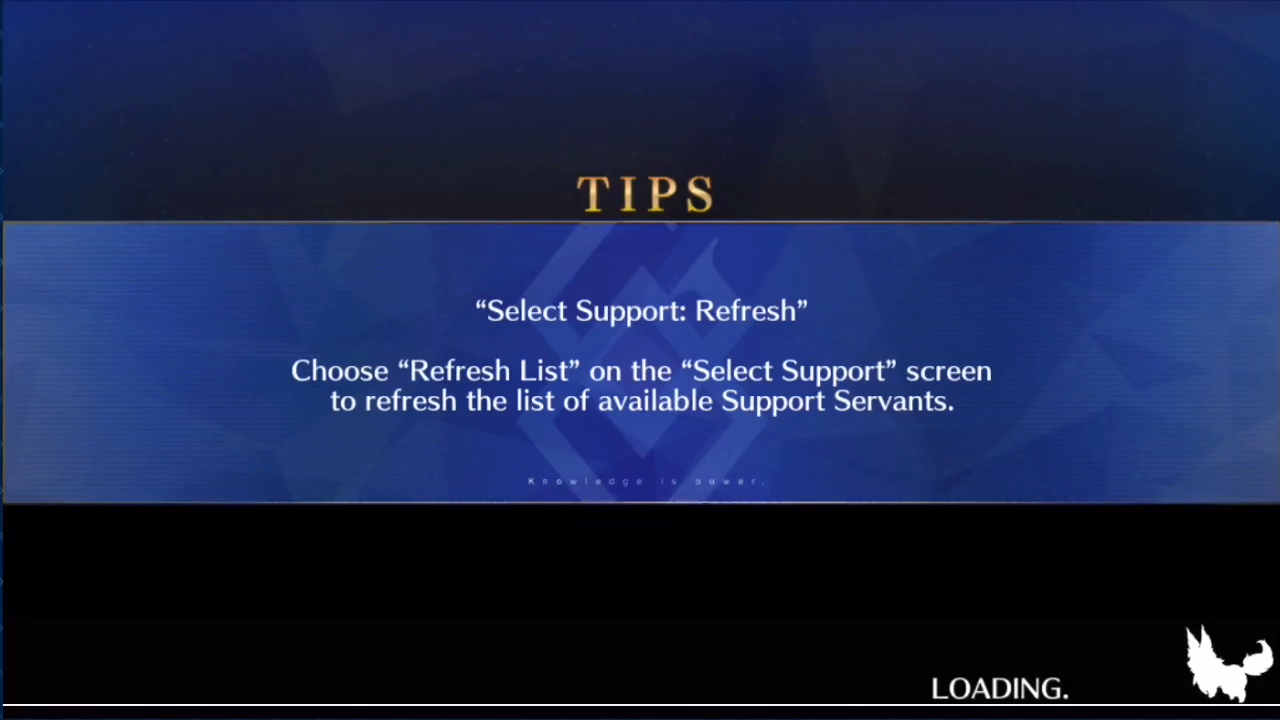 TIPS
“Select Support: Refresh”
Choose “Refresh List” on the “Select Support” screen
to refresh the list of available Support Servants.
Knowledge is power.
LOADING.